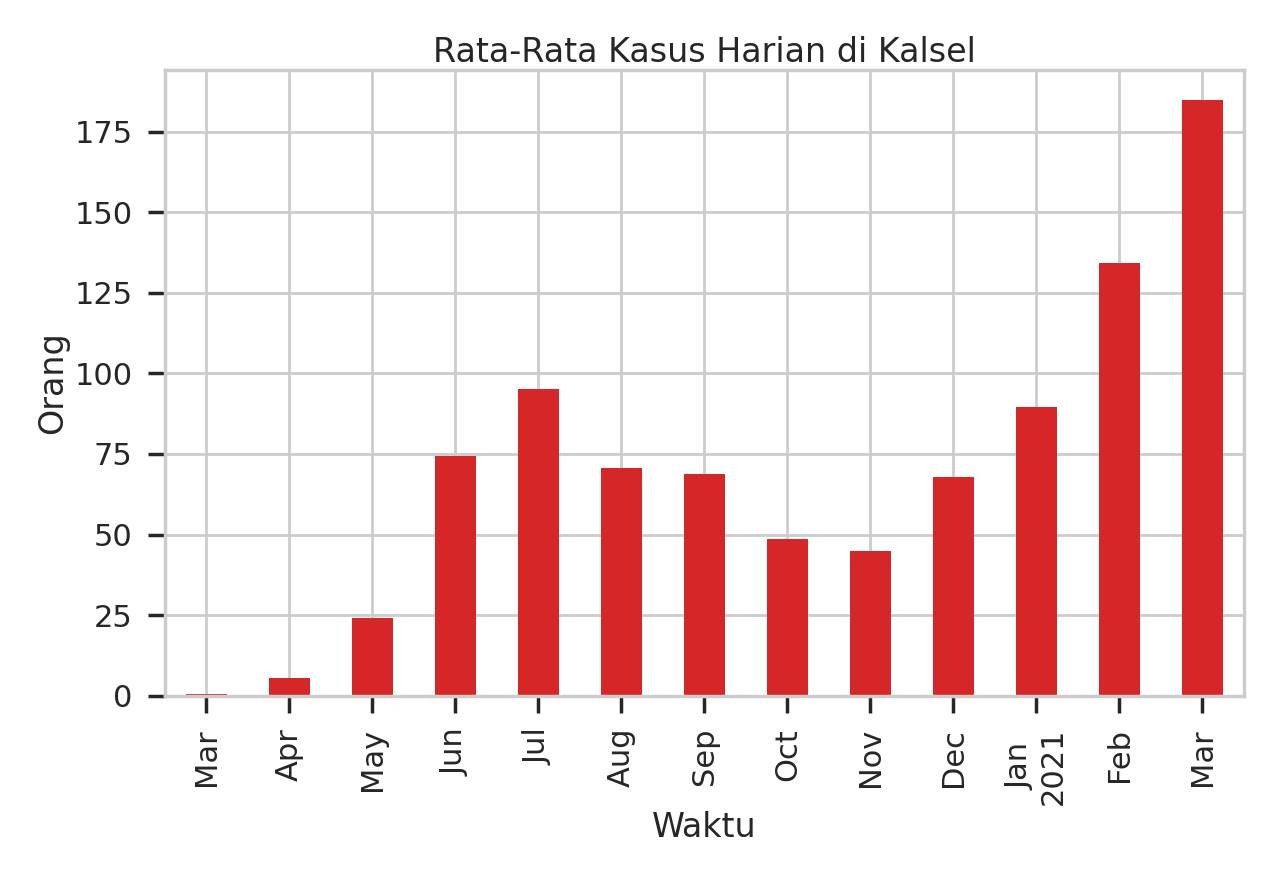 Rata-Rata Kasus Harian di Kalsel
175
150
125
100
75
50
25
0
Orang
Mar
Apr
May
Jun
Jul
Aug
Sep
Oct
Nov
Dec
Jan
2021
Feb
Mar
Waktu